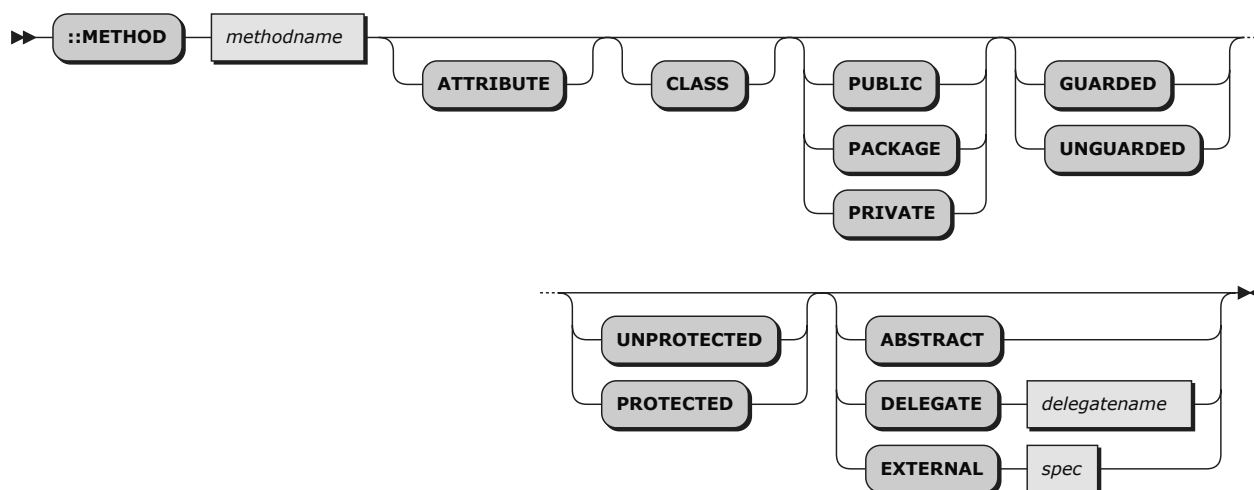 ::METHOD methodname
ATTRIBUTE CLASS PUBLIC GUARDED
PACKAGE UNGUARDED
PRIVATE
UNPROTECTED ABSTRACT
PROTECTED DELEGATE delegatename
EXTERNAL spec